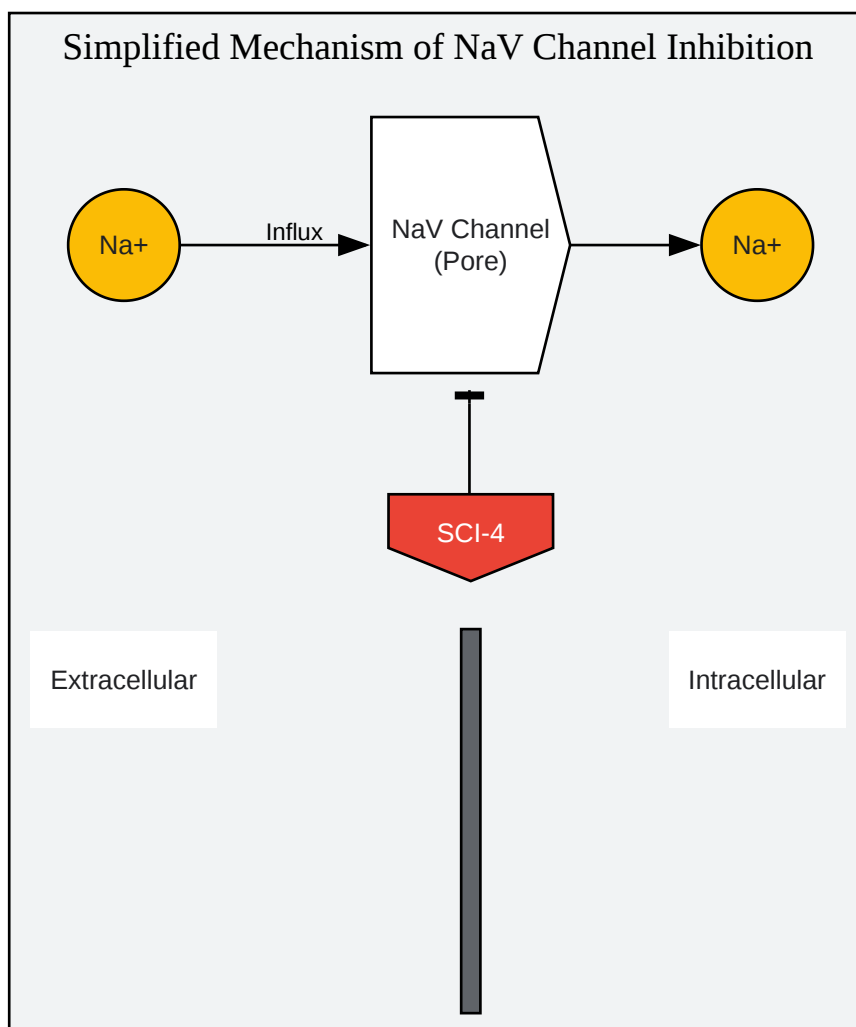 Simplified Mechanism of NaV Channel Inhibition
Na+
Influx
NaV Channel
(Pore)
Na+
SCI-4
Extracellular
Intracellular